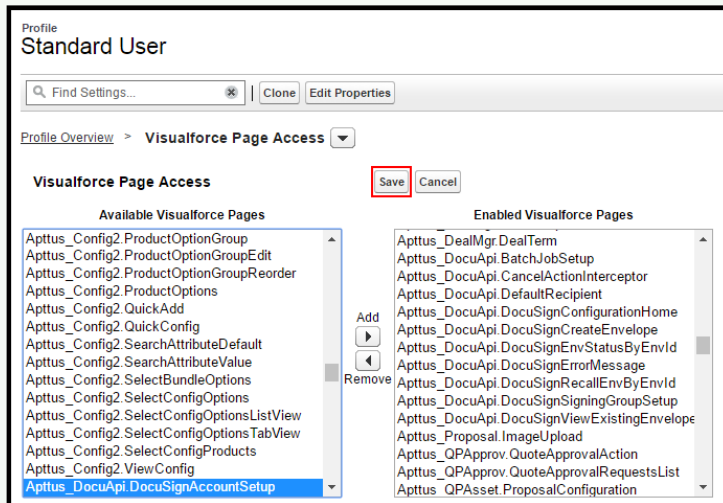 Profile
Standard User
Find Settings...
Clone
Edit Properties
Profile Overview > Visualforce Page Access
Visualforce Page Access
Save
Cancel
Available Visualforce Pages
Apttus_Config2.ProductOptionGroup
Apttus_Config2.ProductOptionGroupEdit
Apttus_Config2.ProductOptionGroupReorder
Apttus_Config2.ProductOptions
Apttus_Config2.QuickAdd
Apttus_Config2.QuickConfig
Apttus_Config2.SearchAttributeDefault
Apttus_Config2.SearchAttributeValue
Apttus_Config2.SelectBundleOptions
Apttus_Config2.SelectConfigOptions
Apttus_Config2.SelectConfigOptionsListView
Apttus_Config2.SelectConfigOptionsTabView
Apttus_Config2.SelectConfigProducts
Apttus_Config2.ViewConfig
Apttus_DocuApi.DocuSignAccountSetup
Add
Remove
Enabled Visualforce Pages
Apttus_DealMgr.DealTerm
Apttus_DocuApi.BatchJobSetup
Apttus_DocuApi.CancelActionInterceptor
Apttus_DocuApi.DefaultRecipient
Apttus_DocuApi.DocuSignConfigurationHome
Apttus_DocuApi.DocuSignCreateEnvelope
Apttus_DocuApi.DocuSignEnvStatusByEnvId
Apttus_DocuApi.DocuSignErrorMessage
Apttus_DocuApi.DocuSignRecallEnvByEnvId
Apttus_DocuApi.DocuSignSigningGroupSetup
Apttus_DocuApi.DocuSignViewExistingEnvelope
Apttus_Proposal.ImageUpload
Apttus_QPApprov.QuoteApprovalAction
Apttus_QPApprov.QuoteApprovalRequestsList
Apttus_QPAsset.ProposalConfiguration